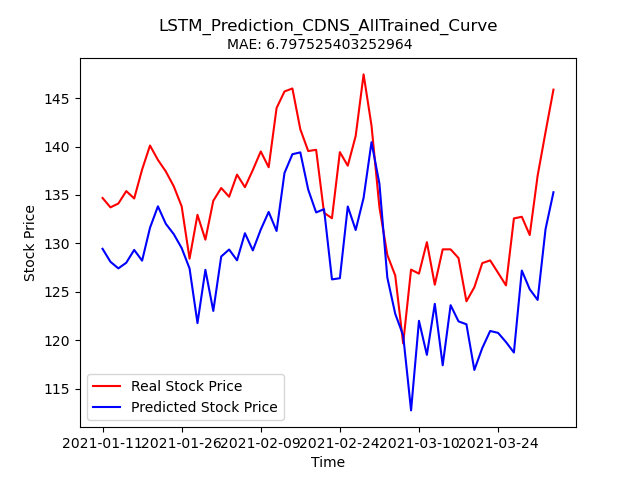 LSTM_Prediction_CDNS_AllTrained_Curve
MAE: 6.797525403252964
Stock Price
145
140
135
130
125
120
115
Real Stock Price
Predicted Stock Price
2021-01-11 2021-01-26 2021-02-09 2021-02-24 2021-03-10 2021-03-24
Time